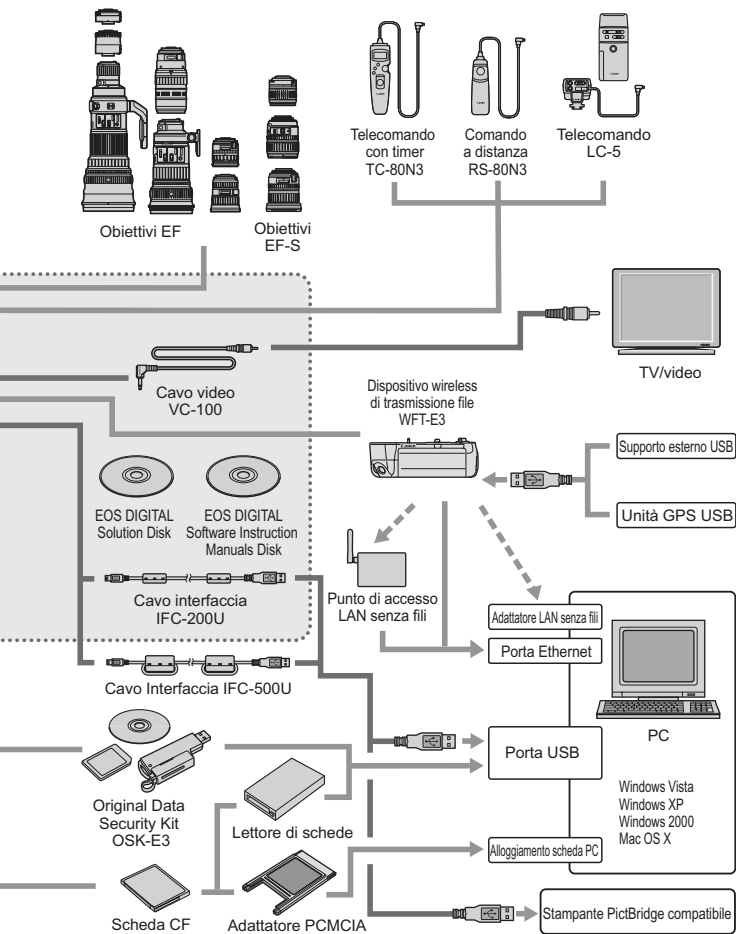 Telecomando
con timer
TC-80N3
Comando
a distanza
RS-80N3
Telecomando
LC-5
Obiettivi EF
Obiettivi
EF-S
TV/video
Cavo video
VC-100
Dispositivo wireless
di trasmissione file
WFT-E3
Supporto esterno USB
Unità GPS USB
EOS DIGITAL
Solution Disk
EOS DIGITAL
Software Instruction
Manuals Disk
Cavo interfaccia
IFC-200U
Punto di accesso
LAN senza fili
Adattatore LAN senza fili
Porta Ethernet
Cavo Interfaccia IFC-500U
PC
Porta USB
Windows Vista
Windows XP
Windows 2000
Mac OS X
Original Data
Security Kit
OSK-E3
Lettore di schede
Alloggiamento scheda PC
Scheda CF
Adattatore PCMCIA
Stampante PictBridge compatibile